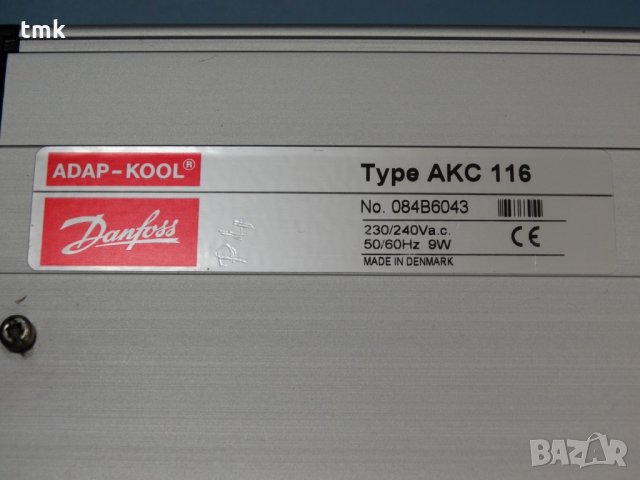 tmk
ADAP-KOOL®
Type AKC 116
Danfoss
No. 084B6043
230/240Va.c.
50/60Hz 9W
CE
MADE IN DENMARK
P4
BAZAR